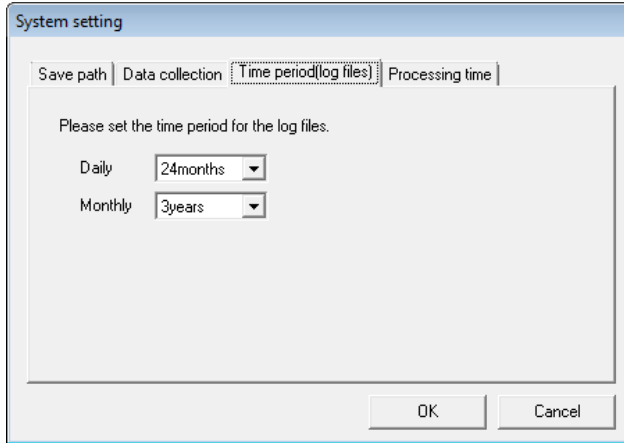 System setting
Save path Data collection Time period(log files) Processing time
Please set the time period for the log files.
Daily 24months
Monthly 3years
OK Cancel